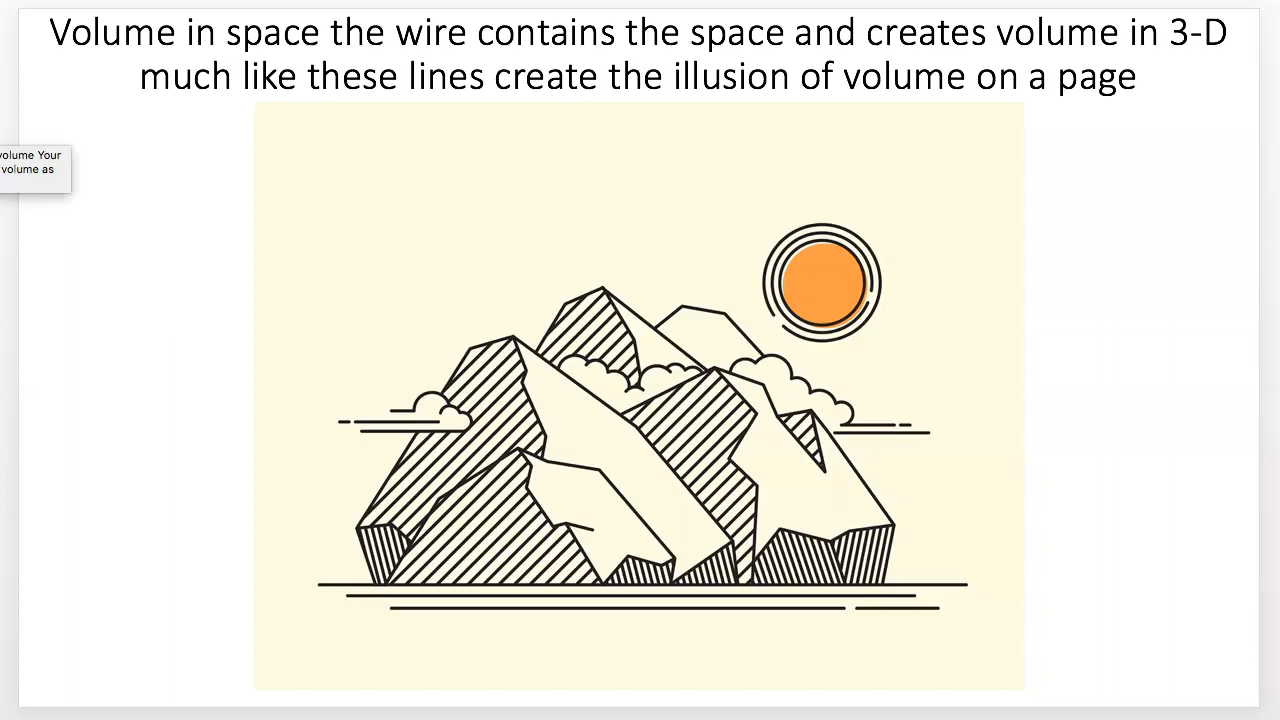 Volume in space the wire contains the space and creates volume in 3-D
much like these lines create the illusion of volume on a page
volume Your
volume as